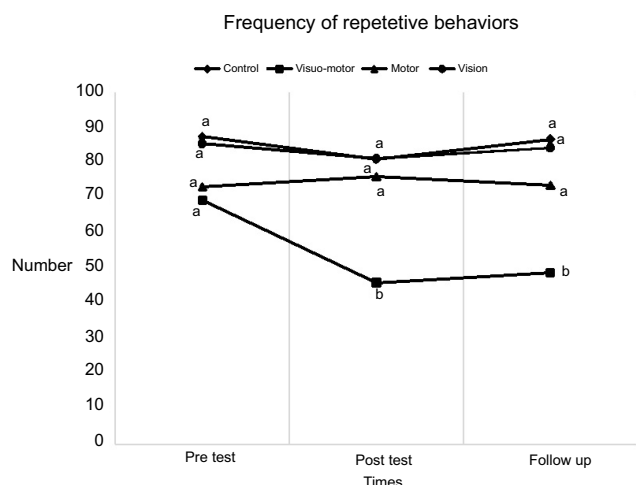 Frequency of repetetive behaviors
Control Visuo-motor Motor Vision
100
90
80
70
60
50
40
30
20
10
0
Number
a
a
a
a
a
a
a
b
a
a
a
b
Pre test Post test Follow up
Times